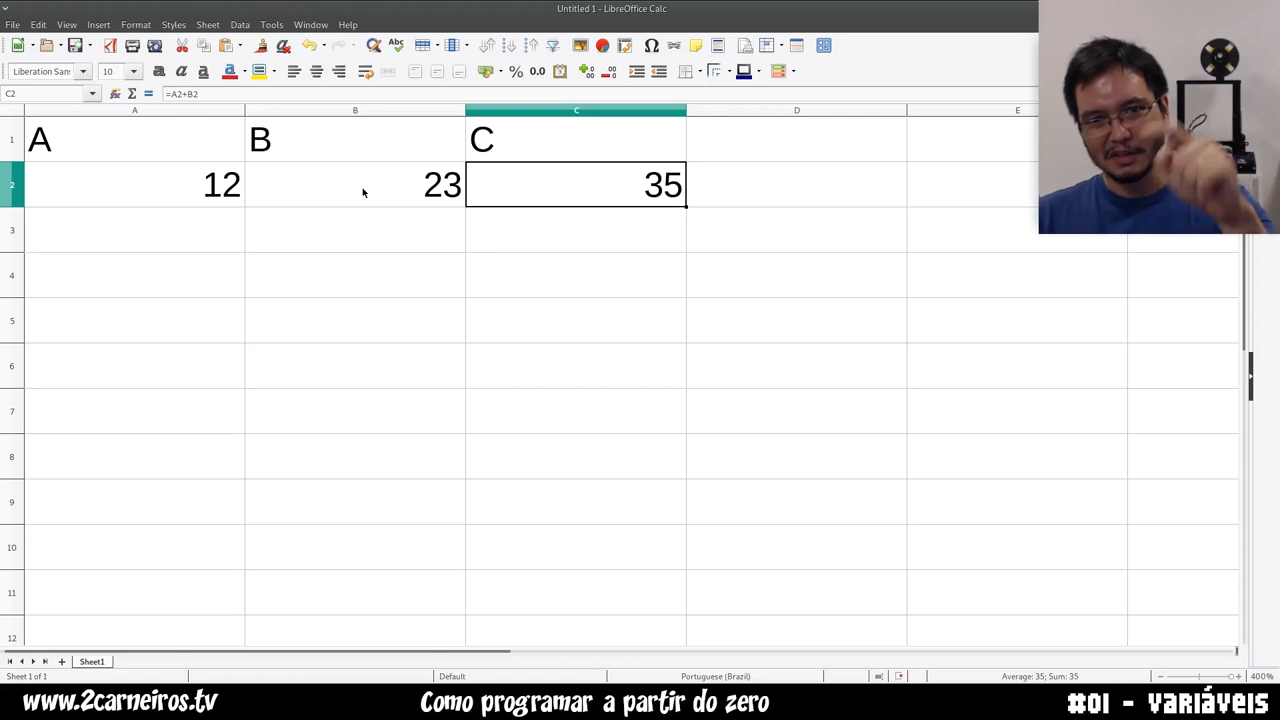 Untitled 1 - LibreOffice Calc
File Edit View Insert Format Styles Sheet Data Tools Window Help
Liberation Sans 10
C2 =A2+B2
A B C D E
1 A B C
2 12 23 35
3
4
5
6
7
8
9
10
11
12
Sheet1
Sheet 1 of 1 Default Portuguese (Brazil) Average: 35; Sum: 35 400%
www.2carneiros.tv Como programar a partir do zero #01 - VARIÁVEIS